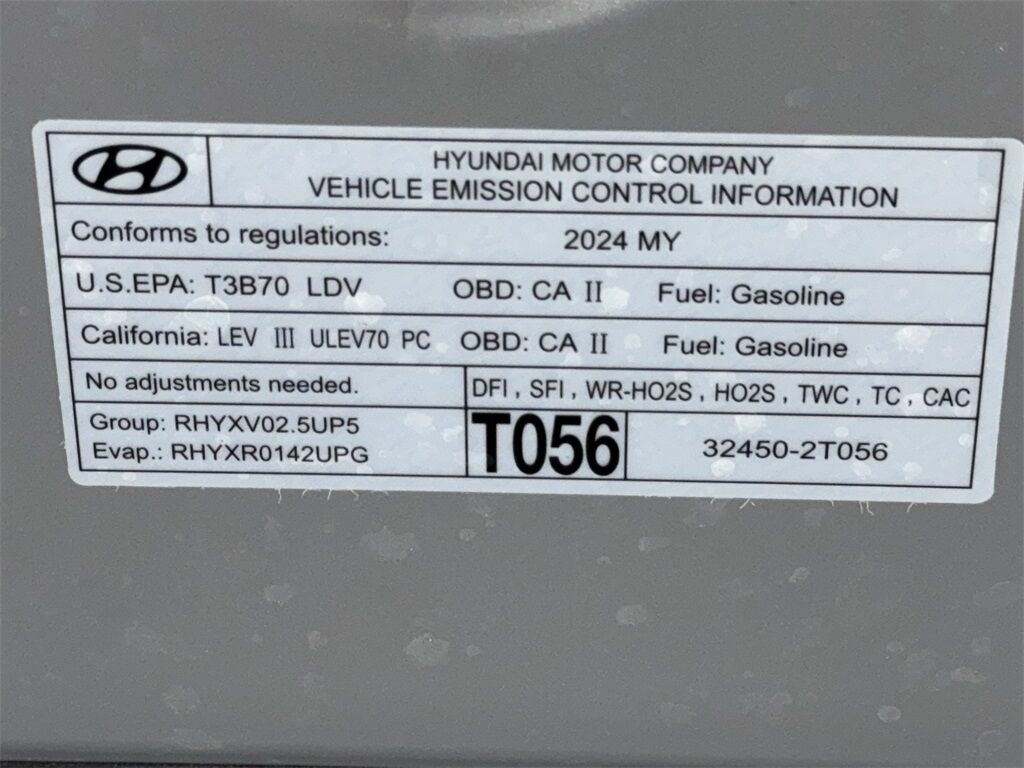 HYUNDAI MOTOR COMPANY
VEHICLE EMISSION CONTROL INFORMATION
Conforms to regulations: 2024 MY
U.S.EPA: T3B70 LDV OBD: CA II Fuel: Gasoline
California: LEV III ULEV70 PC OBD: CA II Fuel: Gasoline
No adjustments needed. DFI , SFI , WR-HO2S , HO2S , TWC , TC , CAC
Group: RHYXV02.5UP5
Evap.: RHYXR0142UPG
T056
32450-2T056